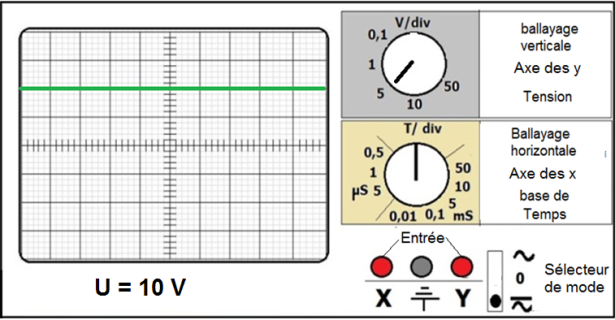 V/div
0,1
1
5
10
50
ballayage
verticale
Axe des y
Tension
T/ div
0,5
1
µS 5
0,01 0,1 mS
5
10
50
Ballayage
horizontale
Axe des x
base de
Temps
Entrée
X Y
0
Sélecteur
de mode
U = 10 V